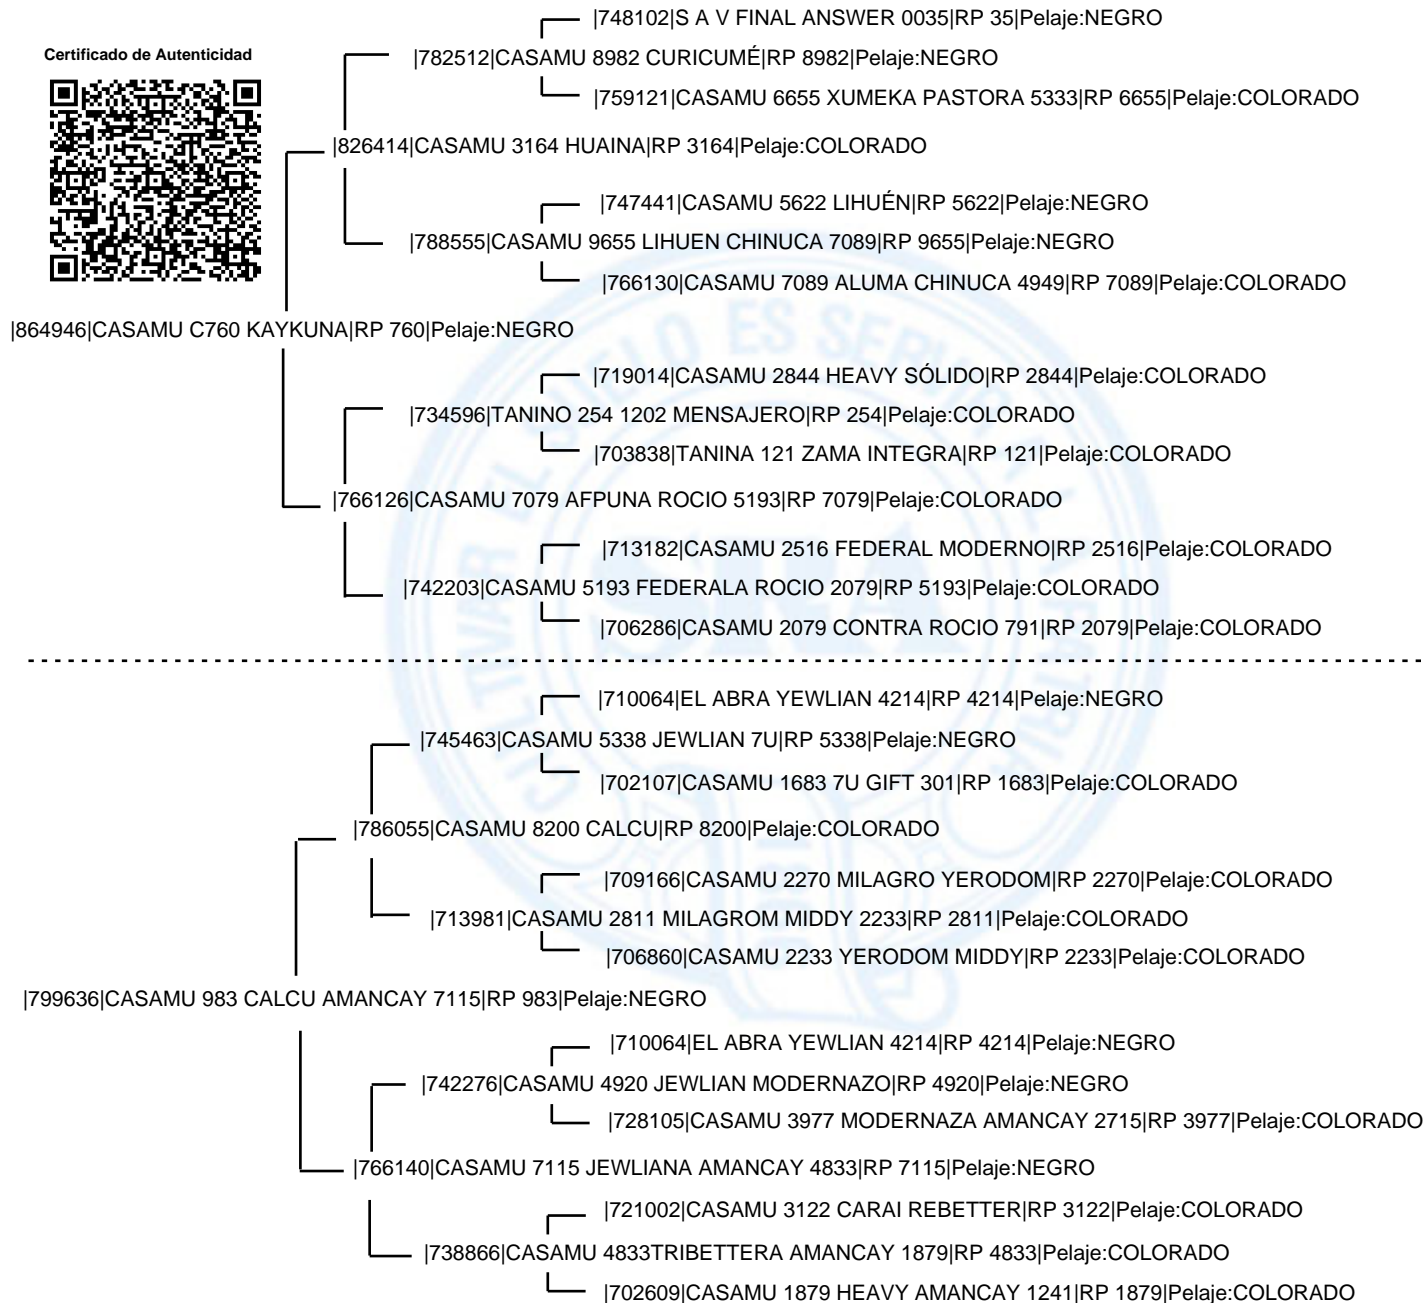 |748102|S A V FINAL ANSWER 0035|RP 35|Pelaje:NEGRO
Certificado de Autenticidad
|782512|CASAMU 8982 CURICUMÉ|RP 8982|Pelaje:NEGRO
|759121|CASAMU 6655 XUMEKA PASTORA 5333|RP 6655|Pelaje:COLORADO
|826414|CASAMU 3164 HUAINA|RP 3164|Pelaje:COLORADO
|747441|CASAMU 5622 LIHUÉN|RP 5622|Pelaje:NEGRO
|788555|CASAMU 9655 LIHUEN CHINUCA 7089|RP 9655|Pelaje:NEGRO
|766130|CASAMU 7089 ALUMA CHINUCA 4949|RP 7089|Pelaje:COLORADO
|864946|CASAMU C760 KAYKUNA|RP 760|Pelaje:NEGRO
|719014|CASAMU 2844 HEAVY SÓLIDO|RP 2844|Pelaje:COLORADO
|734596|TANINO 254 1202 MENSAJERO|RP 254|Pelaje:COLORADO
|703838|TANINA 121 ZAMA INTEGRA|RP 121|Pelaje:COLORADO
|766126|CASAMU 7079 AFPUNA ROCIO 5193|RP 7079|Pelaje:COLORADO
|713182|CASAMU 2516 FEDERAL MODERNO|RP 2516|Pelaje:COLORADO
|742203|CASAMU 5193 FEDERALA ROCIO 2079|RP 5193|Pelaje:COLORADO
|706286|CASAMU 2079 CONTRA ROCIO 791|RP 2079|Pelaje:COLORADO
|710064|EL ABRA YEWLIAN 4214|RP 4214|Pelaje:NEGRO
|745463|CASAMU 5338 JEWLIAN 7U|RP 5338|Pelaje:NEGRO
|702107|CASAMU 1683 7U GIFT 301|RP 1683|Pelaje:COLORADO
|786055|CASAMU 8200 CALCU|RP 8200|Pelaje:COLORADO
|709166|CASAMU 2270 MILAGRO YERODOM|RP 2270|Pelaje:COLORADO
|713981|CASAMU 2811 MILAGROM MIDDY 2233|RP 2811|Pelaje:COLORADO
|706860|CASAMU 2233 YERODOM MIDDY|RP 2233|Pelaje:COLORADO
|799636|CASAMU 983 CALCU AMANCAY 7115|RP 983|Pelaje:NEGRO
|710064|EL ABRA YEWLIAN 4214|RP 4214|Pelaje:NEGRO
|742276|CASAMU 4920 JEWLIAN MODERNAZO|RP 4920|Pelaje:NEGRO
|728105|CASAMU 3977 MODERNAZA AMANCAY 2715|RP 3977|Pelaje:COLORADO
|766140|CASAMU 7115 JEWLIANA AMANCAY 4833|RP 7115|Pelaje:NEGRO
|721002|CASAMU 3122 CARAI REBETTER|RP 3122|Pelaje:COLORADO
|738866|CASAMU 4833TRIBETTERA AMANCAY 1879|RP 4833|Pelaje:COLORADO
|702609|CASAMU 1879 HEAVY AMANCAY 1241|RP 1879|Pelaje:COLORADO
CULTIVAR EL SUELO ES SERVIR A LA PATRIA
SRA